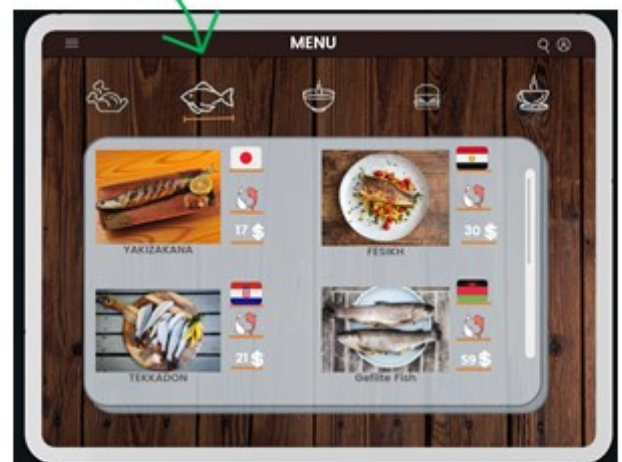 MENU
17 $
YAKIZAKANA
30 $
FESIKH
21 $
TEKKADON
59 $
Gefilte Fish